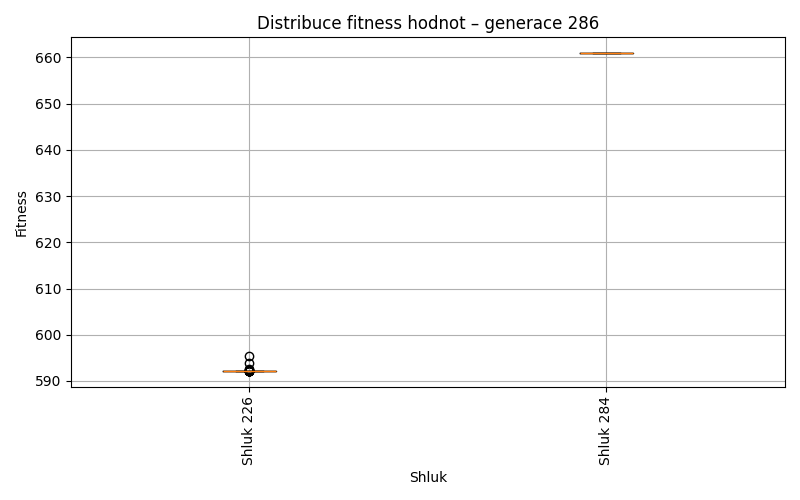 Distribuce fitness hodnot – generace 286
Fitness
660
650
640
630
620
610
600
590
Shluk 226
Shluk 284
Shluk